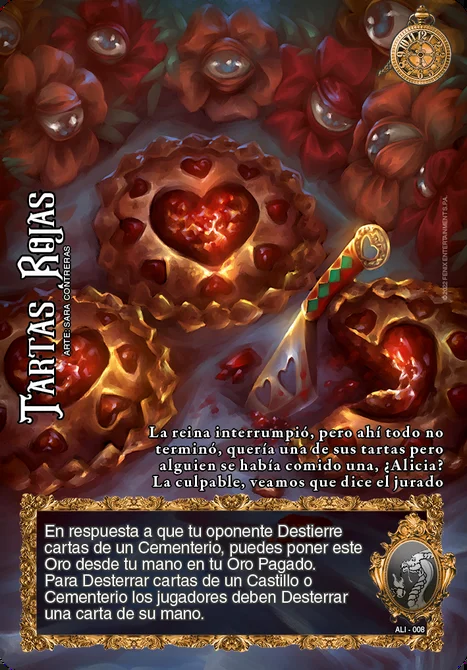 TARTAS ROJAS
ARTE: SARA CONTRERAS
©2022 FENIX ENTERTAINMENT S.P.A.
La reina interrumpió, pero ahí todo no
terminó, quería una de sus tartas pero
alguien se había comido una, ¿Alicia?
La culpable, veamos que dice el jurado
En respuesta a que tu oponente Destierre
cartas de un Cementerio, puedes poner este
Oro desde tu mano en tu Oro Pagado.
Para Desterrar cartas de un Castillo o
Cementerio los jugadores deben Desterrar
una carta de su mano.
ALI - 008